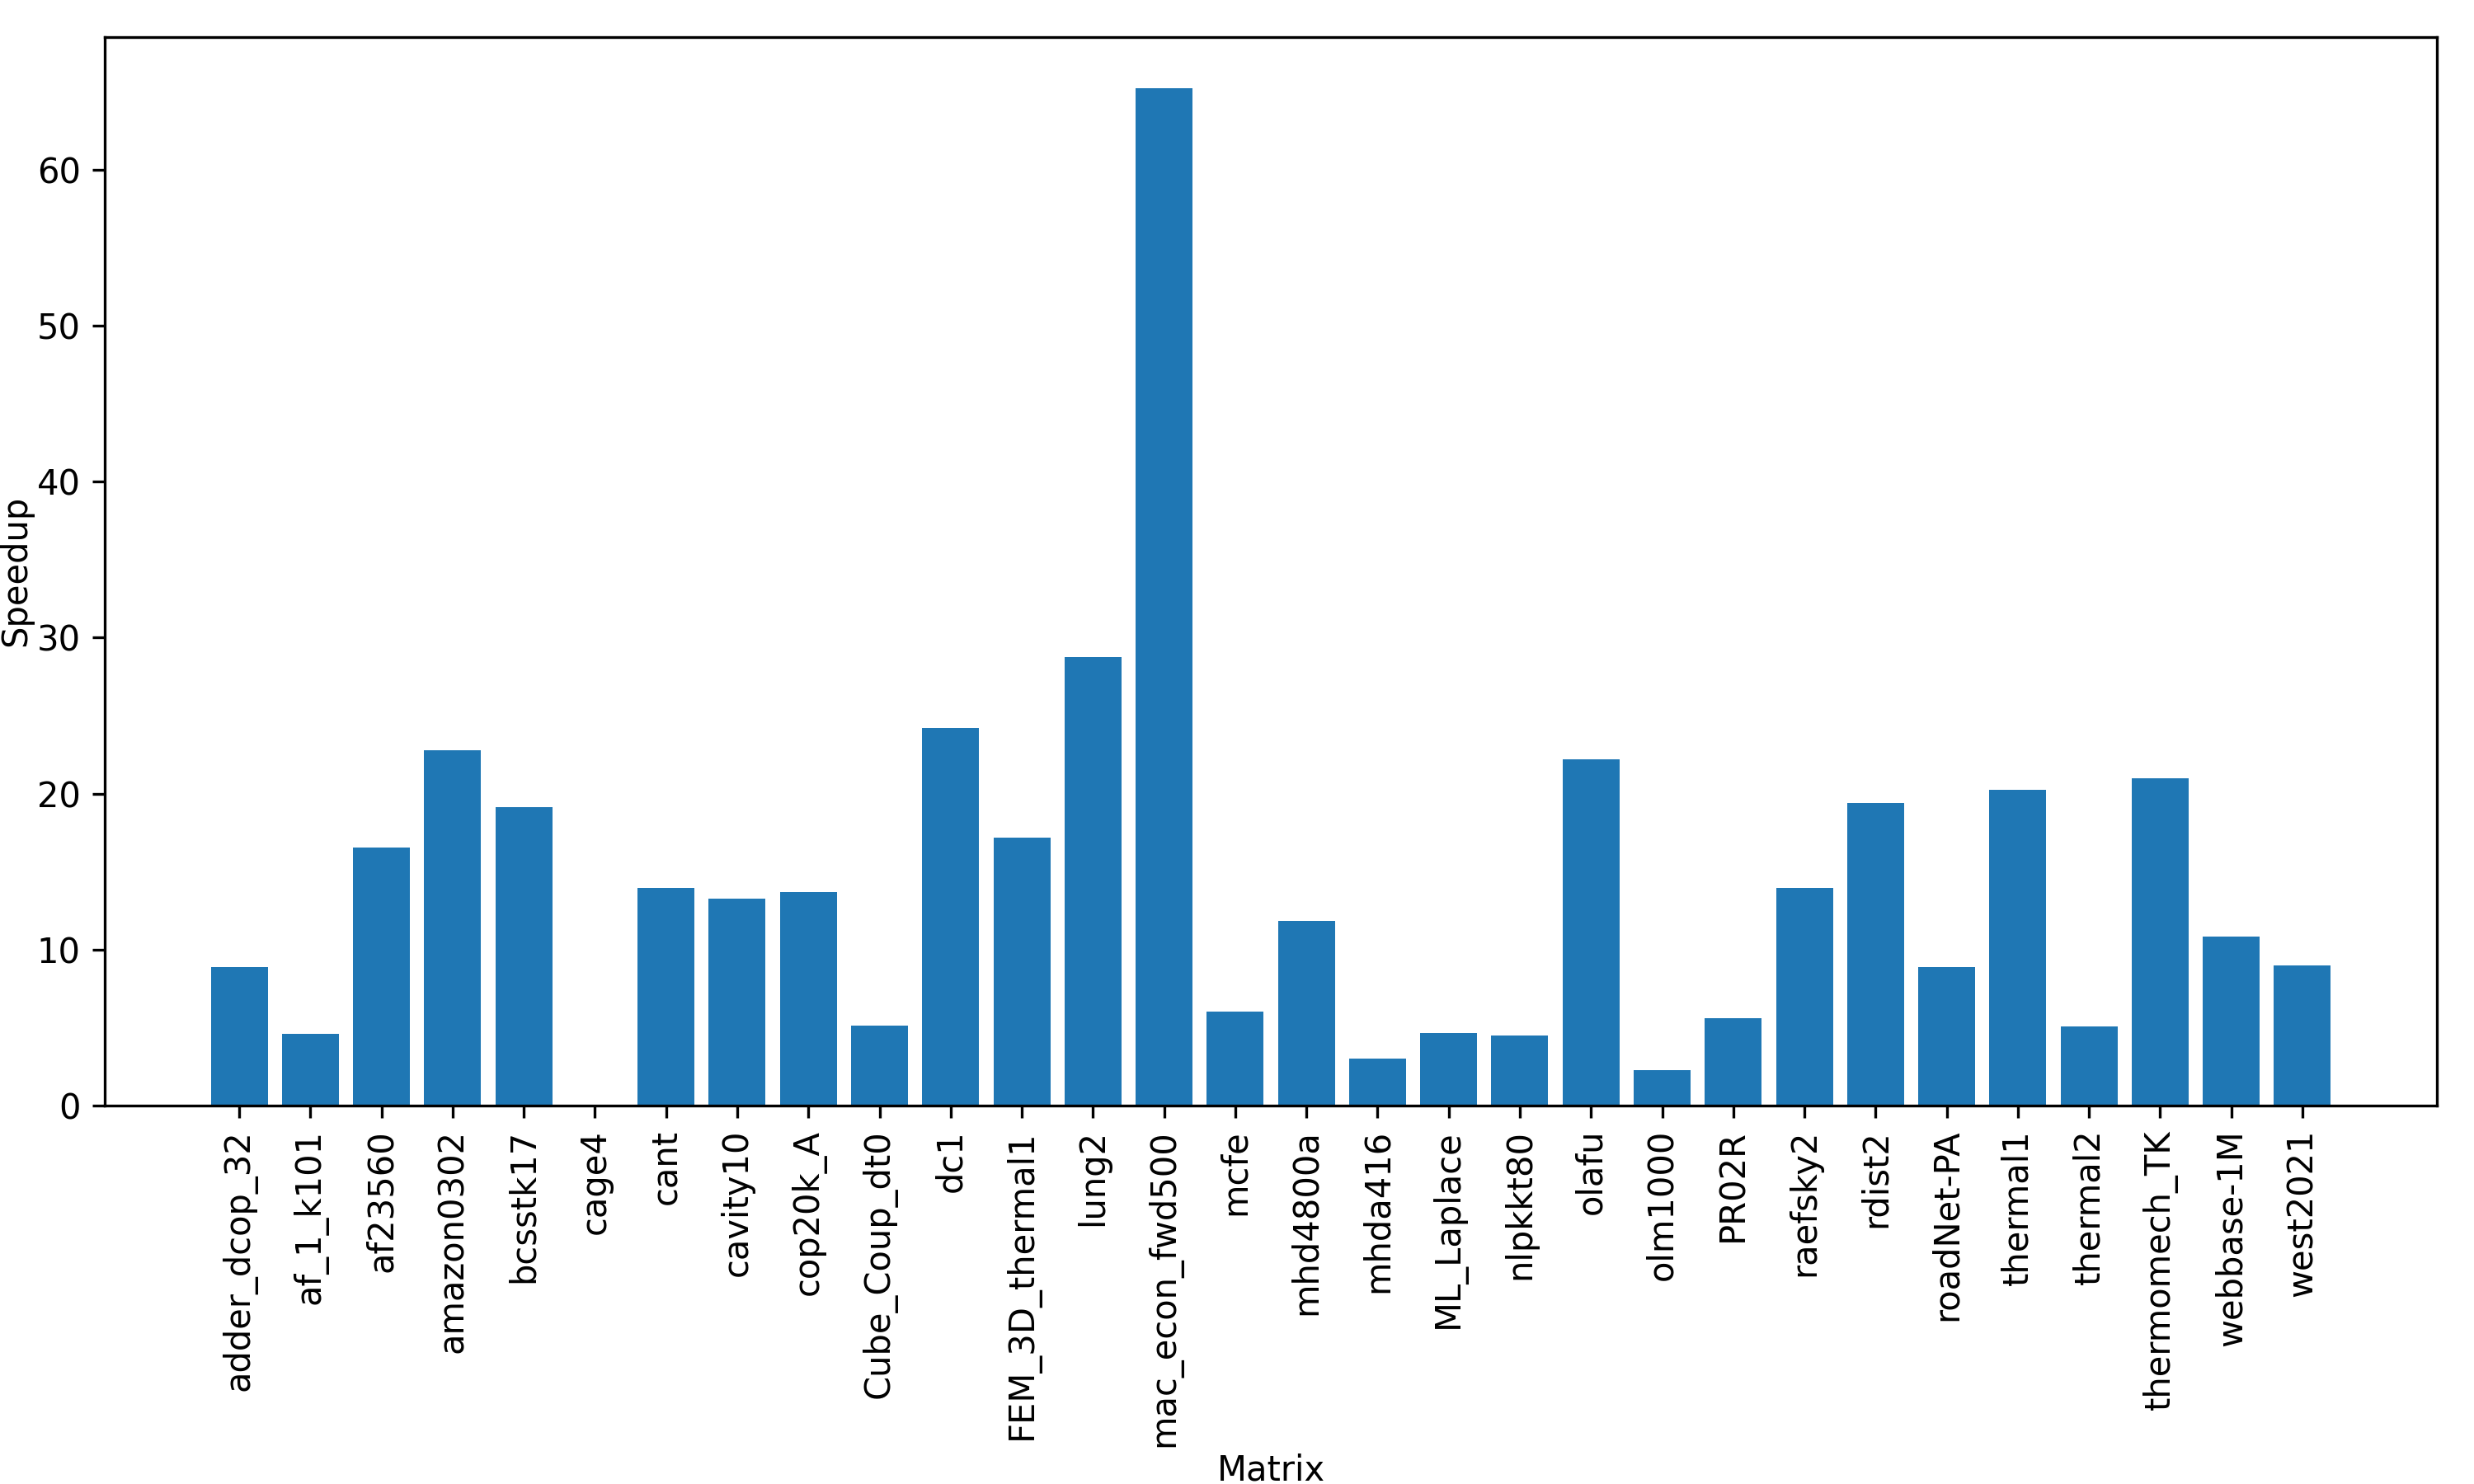 Speedup
60
50
40
30
20
10
0
adder_dcop_32
af_1_k101
af23560
amazon0302
bcsstk17
cage4
cant
cavity10
cop20k_A
Cube_Coup_dt0
dc1
FEM_3D_thermal1
lung2
mac_econ_fwd500
mcfe
mhd4800a
mhda416
ML_Laplace
nlpkkt80
olafu
olm1000
PR02R
raefsky2
rdist2
roadNet-PA
thermal1
thermal2
thermomech_TK
webbase-1M
west2021
Matrix